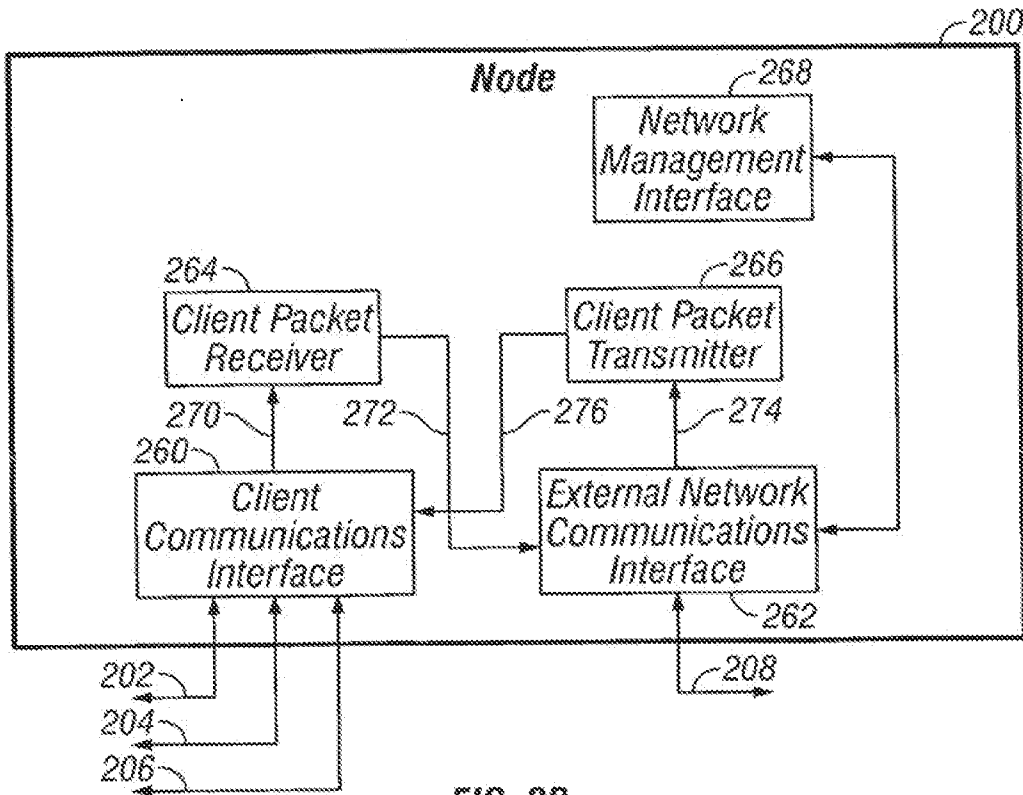 200
Node
268
Network
Management
Interface
264
Client Packet
Receiver
266
Client Packet
Transmitter
270
272
276
274
260
Client
Communications
Interface
External Network
Communications
Interface
262
202
204
206
208